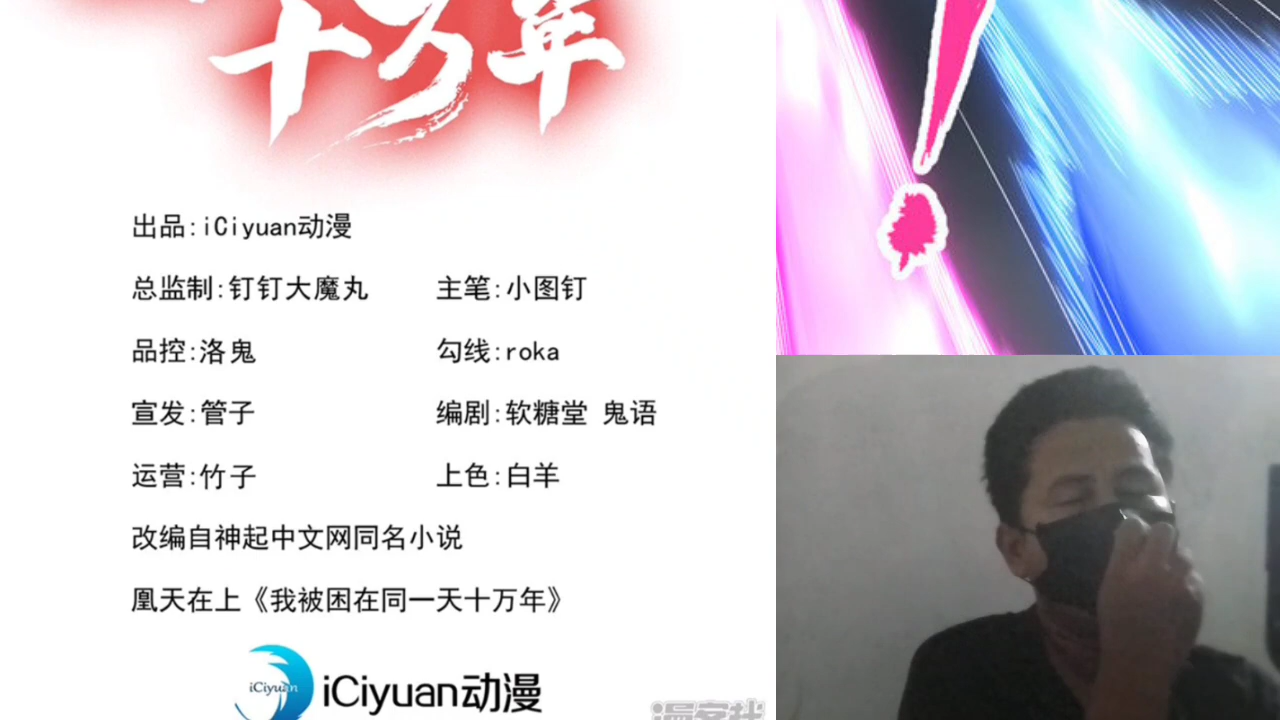 十万年
出品:iCiyuan动漫
总监制:钉钉大魔丸 主笔:小图钉
品控:洛鬼 勾线:roka
宣发:管子 编剧:软糖堂 鬼语
运营:竹子 上色:白羊
改编自神起中文网同名小说
凰天在上《我被困在同一天十万年》
iCiyuan iCiyuan动漫
!